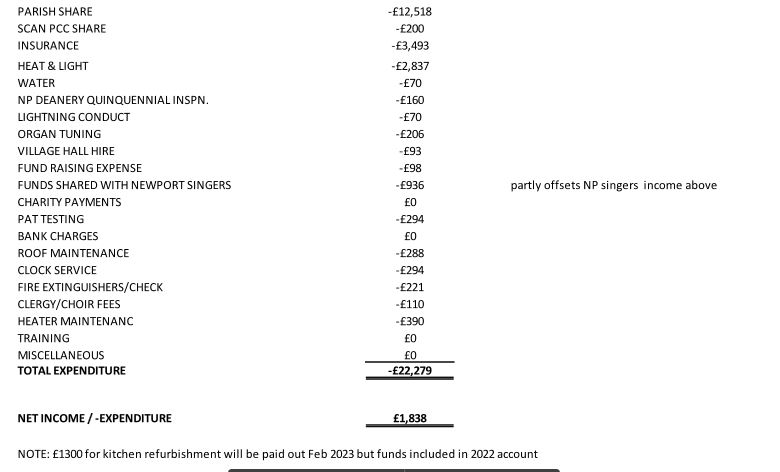 PARISH SHARE -£12,518
SCAN PCC SHARE -£200
INSURANCE -£3,493
HEAT & LIGHT -£2,837
WATER -£70
NP DEANERY QUINQUENNIAL INSPN. -£160
LIGHTNING CONDUCT -£70
ORGAN TUNING -£206
VILLAGE HALL HIRE -£93
FUND RAISING EXPENSE -£98
FUNDS SHARED WITH NEWPORT SINGERS -£936 partly offsets NP singers income above
CHARITY PAYMENTS £0
PAT TESTING -£294
BANK CHARGES £0
ROOF MAINTENANCE -£288
CLOCK SERVICE -£294
FIRE EXTINGUISHERS/CHECK -£221
CLERGY/CHOIR FEES -£110
HEATER MAINTENANC -£390
TRAINING £0
MISCELLANEOUS £0
TOTAL EXPENDITURE -£22,279
NET INCOME / -EXPENDITURE £1,838
NOTE: £1300 for kitchen refurbishment will be paid out Feb 2023 but funds included in 2022 account